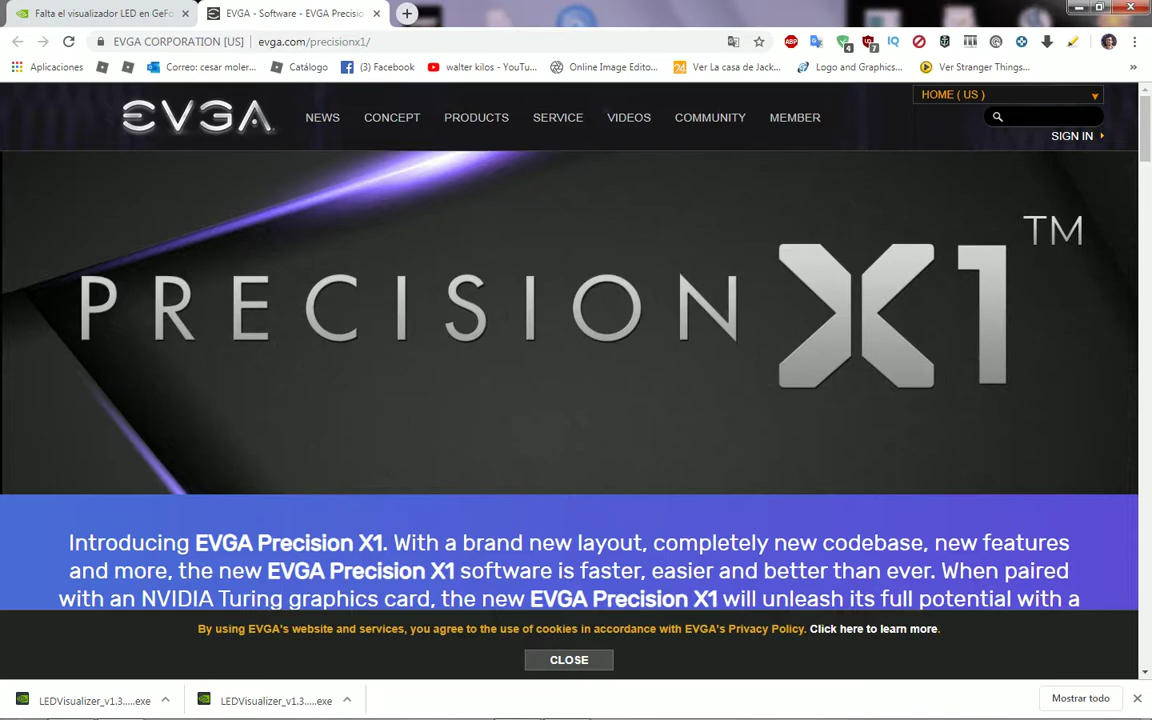 Falta el visualizador LED en GeFo
EVGA - Software - EVGA Precisio
EVGA CORPORATION [US] evga.com/precisionx1/
Aplicaciones
Correo: cesar moler...
Catálogo
(3) Facebook
walter kilos - YouTu...
Online Image Edito...
Ver La casa de Jack...
Logo and Graphics...
Ver Stranger Things...
EVGA
NEWS CONCEPT PRODUCTS SERVICE VIDEOS COMMUNITY MEMBER
HOME ( US )
SIGN IN
PRECISION X1 TM
Introducing EVGA Precision X1. With a brand new layout, completely new codebase, new features
and more, the new EVGA Precision X1 software is faster, easier and better than ever. When paired
with an NVIDIA Turing graphics card, the new EVGA Precision X1 will unleash its full potential with a
By using EVGA's website and services, you agree to the use of cookies in accordance with EVGA's Privacy Policy. Click here to learn more.
CLOSE
LEDVisualizer_v1.3.....exe
LEDVisualizer_v1.3.....exe
Mostrar todo